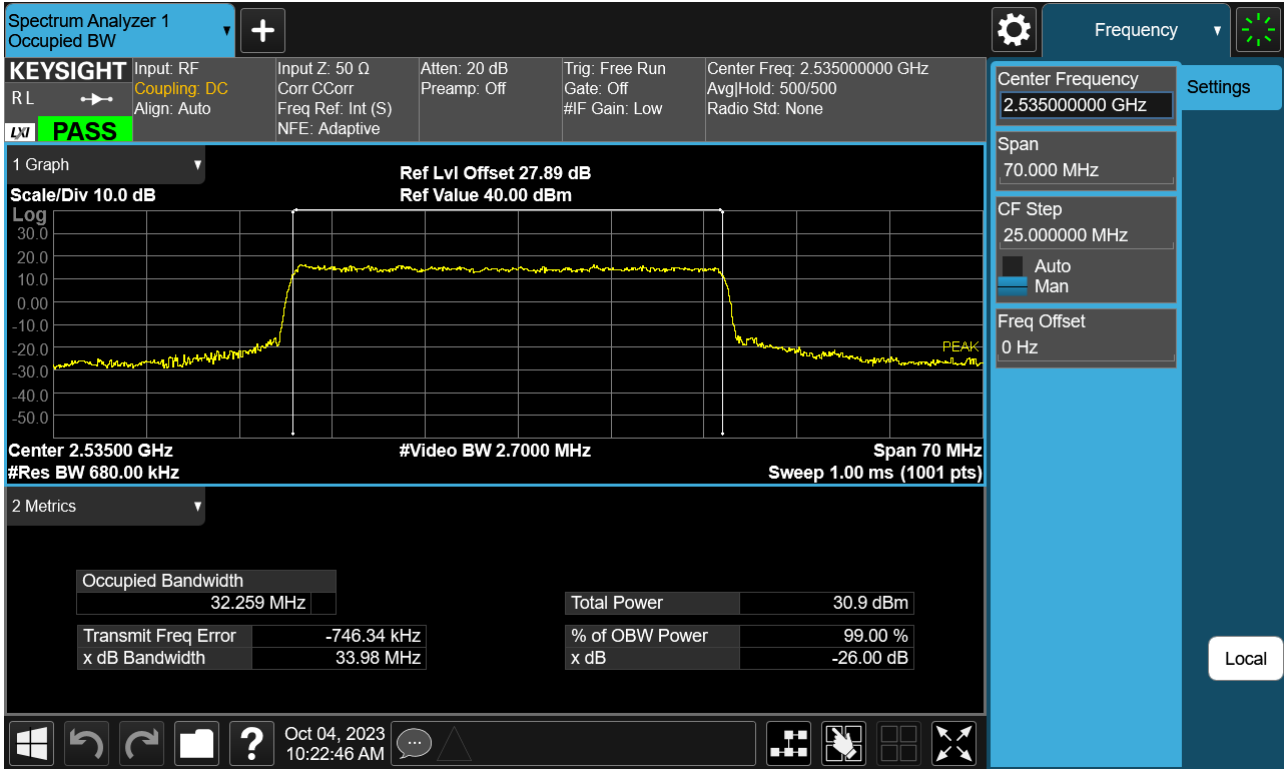 Spectrum Analyzer 1
Occupied BW
Frequency
KEYSIGHT
R L
LXI
PASS
Input: RF
Coupling: DC
Align: Auto
Input Z: 50 Ω
Corr CCorr
Freq Ref: Int (S)
NFE: Adaptive
Atten: 20 dB
Preamp: Off
Trig: Free Run
Gate: Off
#IF Gain: Low
Center Freq: 2.535000000 GHz
Avg|Hold: 500/500
Radio Std: None
Center Frequency
2.535000000 GHz
Settings
Span
70.000 MHz
CF Step
25.000000 MHz
Auto
Man
Freq Offset
0 Hz
Local
1 Graph
Scale/Div 10.0 dB
Ref Lvl Offset 27.89 dB
Ref Value 40.00 dBm
Log
30.0
20.0
10.0
0.00
-10.0
-20.0
-30.0
-40.0
-50.0
PEAK
Center 2.53500 GHz
#Video BW 2.7000 MHz
Span 70 MHz
#Res BW 680.00 kHz
Sweep 1.00 ms (1001 pts)
2 Metrics
Occupied Bandwidth
32.259 MHz
Total Power 30.9 dBm
Transmit Freq Error -746.34 kHz
% of OBW Power 99.00 %
x dB Bandwidth 33.98 MHz
x dB -26.00 dB
?
Oct 04, 2023
10:22:46 AM